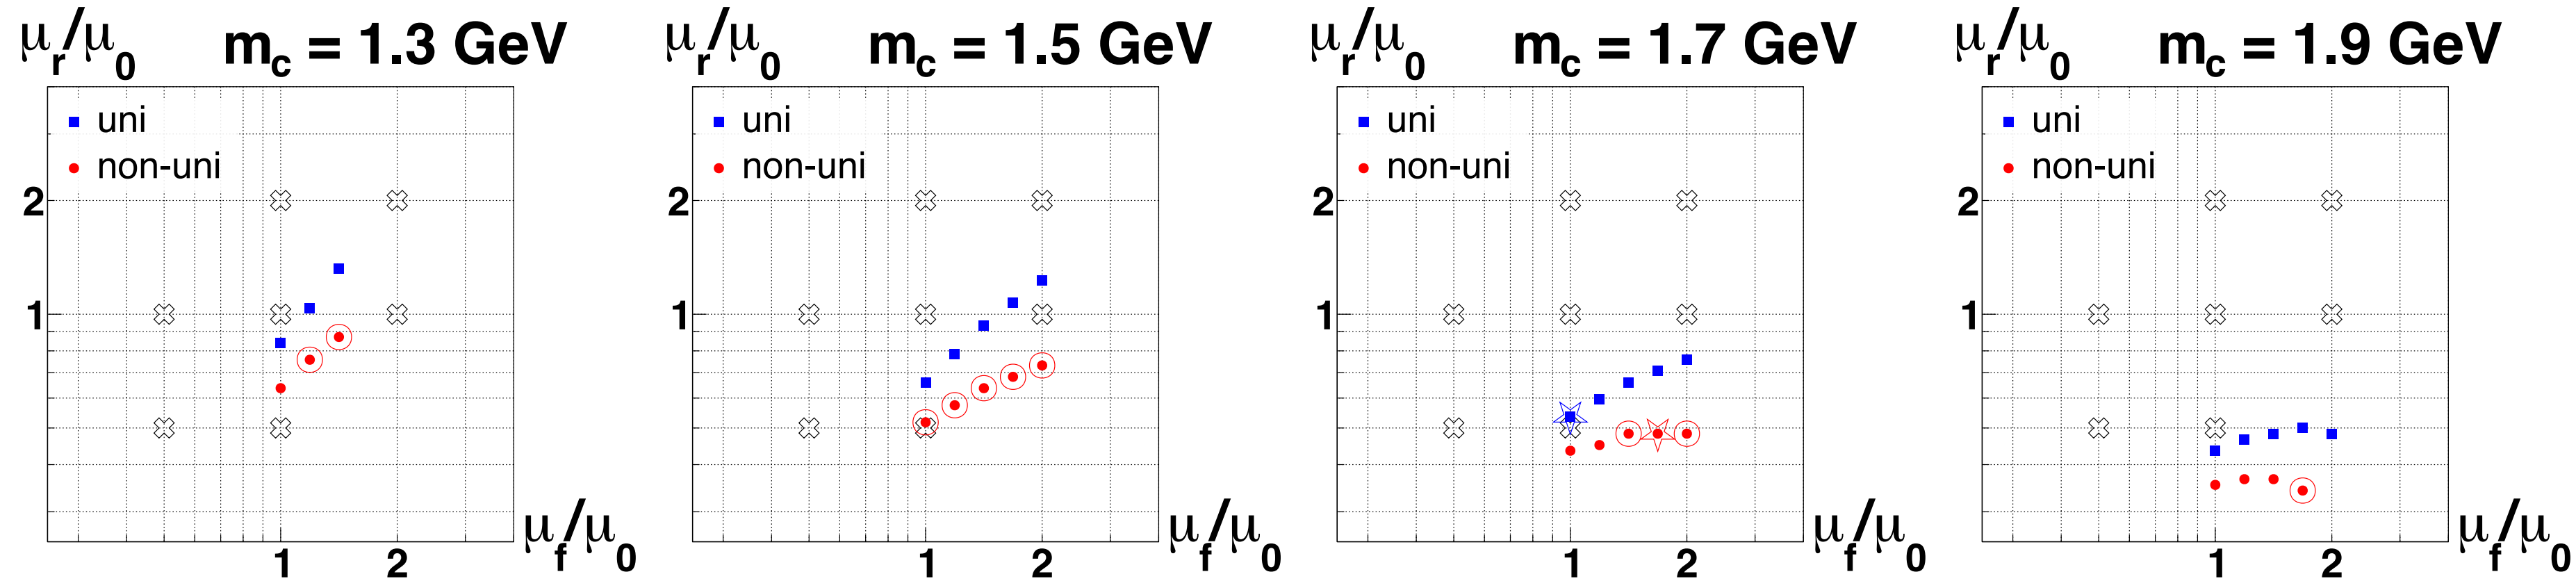 μr/μ0 mc = 1.3 GeV
uni
non-uni
2
1
1 2
μf/μ0
μr/μ0 mc = 1.5 GeV
uni
non-uni
2
1
1 2
μf/μ0
μr/μ0 mc = 1.7 GeV
uni
non-uni
2
1
1 2
μf/μ0
μr/μ0 mc = 1.9 GeV
uni
non-uni
2
1
1 2
μf/μ0